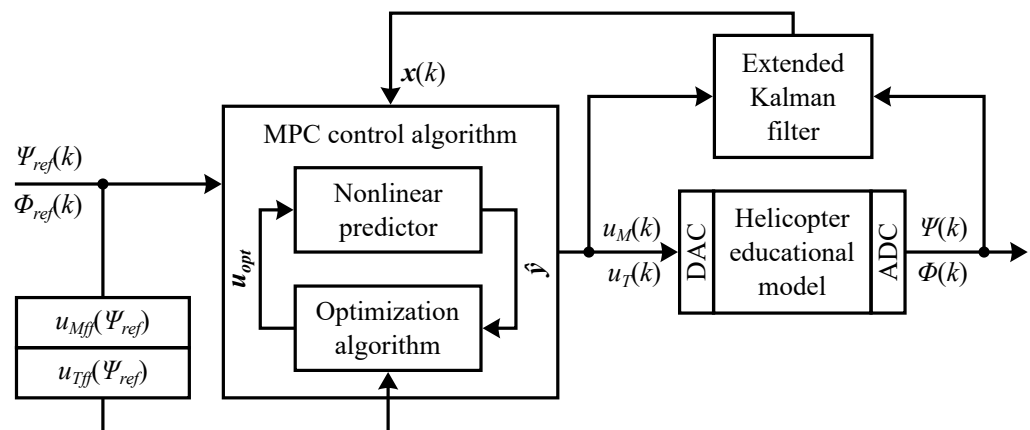 Extended
Kalman
filter
x(k)
MPC control algorithm
Ψref(k)
Φref(k)
Nonlinear
predictor
uopt
ŷ
Optimization
algorithm
uM(k)
uT(k)
DAC
Helicopter
educational
model
ADC
Ψ(k)
Φ(k)
uMff(Ψref)
uTff(Ψref)